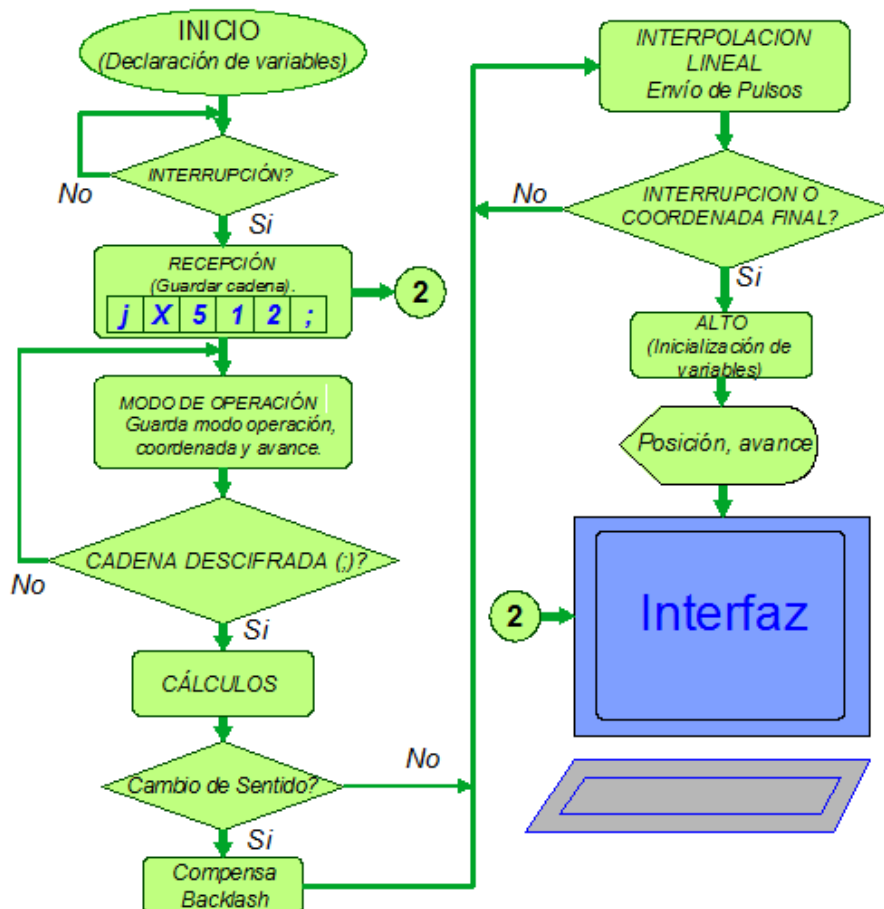 INICIO
(Declaración de variables)
INTERRUPCIÓN?
No
Si
RECEPCIÓN
(Guardar cadena).
j X 5 1 2 ;
2
MODO DE OPERACIÓN
Guarda modo operación,
coordenada y avance.
CADENA DESCIFRADA (;)?
No
Si
CÁLCULOS
Cambio de Sentido?
No
Si
Compensa
Backlash
INTERPOLACION
LINEAL
Envío de Pulsos
INTERRUPCION O
COORDENADA FINAL?
No
Si
ALTO
(Inicialización de
variables)
Posición, avance
2
Interfaz